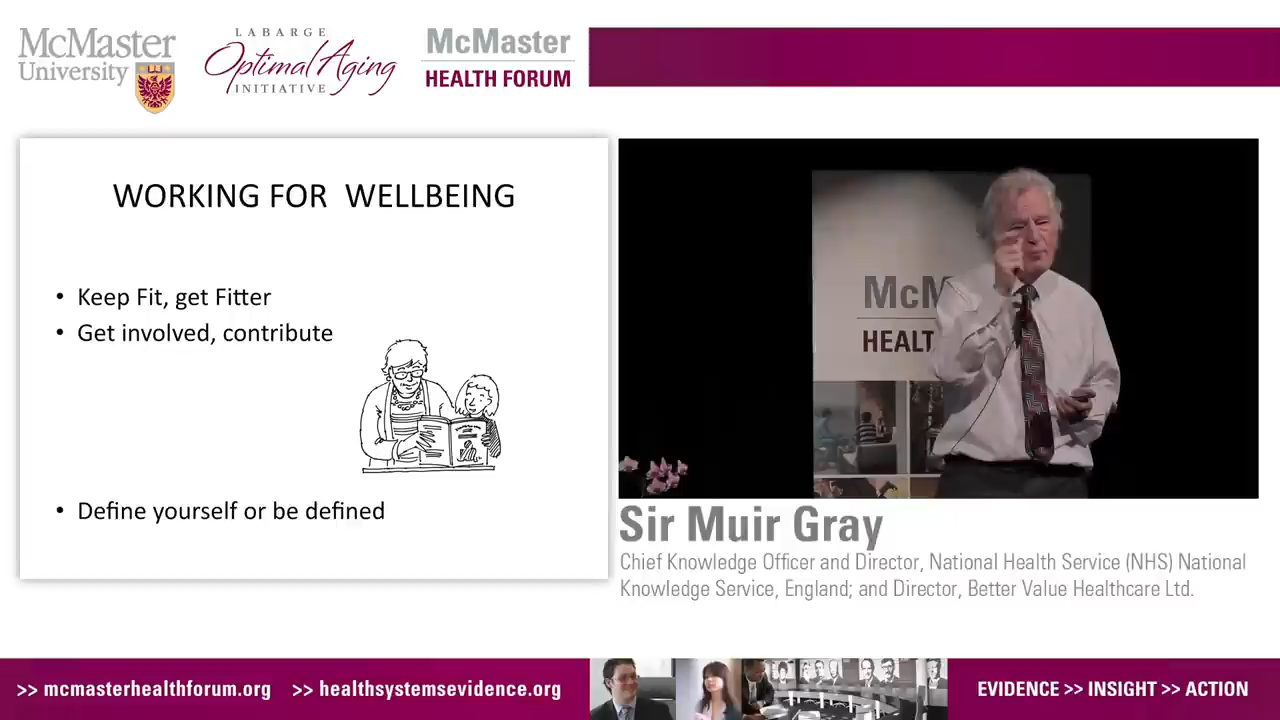 McMaster
University
LABARGE
Optimal Aging
INITIATIVE
McMaster
HEALTH FORUM
WORKING FOR WELLBEING
• Keep Fit, get Fitter
• Get involved, contribute
• Define yourself or be defined
McM
HEALT
Sir Muir Gray
Chief Knowledge Officer and Director, National Health Service (NHS) National
Knowledge Service, England; and Director, Better Value Healthcare Ltd.
>> mcmasterhealthforum.org >> healthsystemsevidence.org
EVIDENCE >> INSIGHT >> ACTION